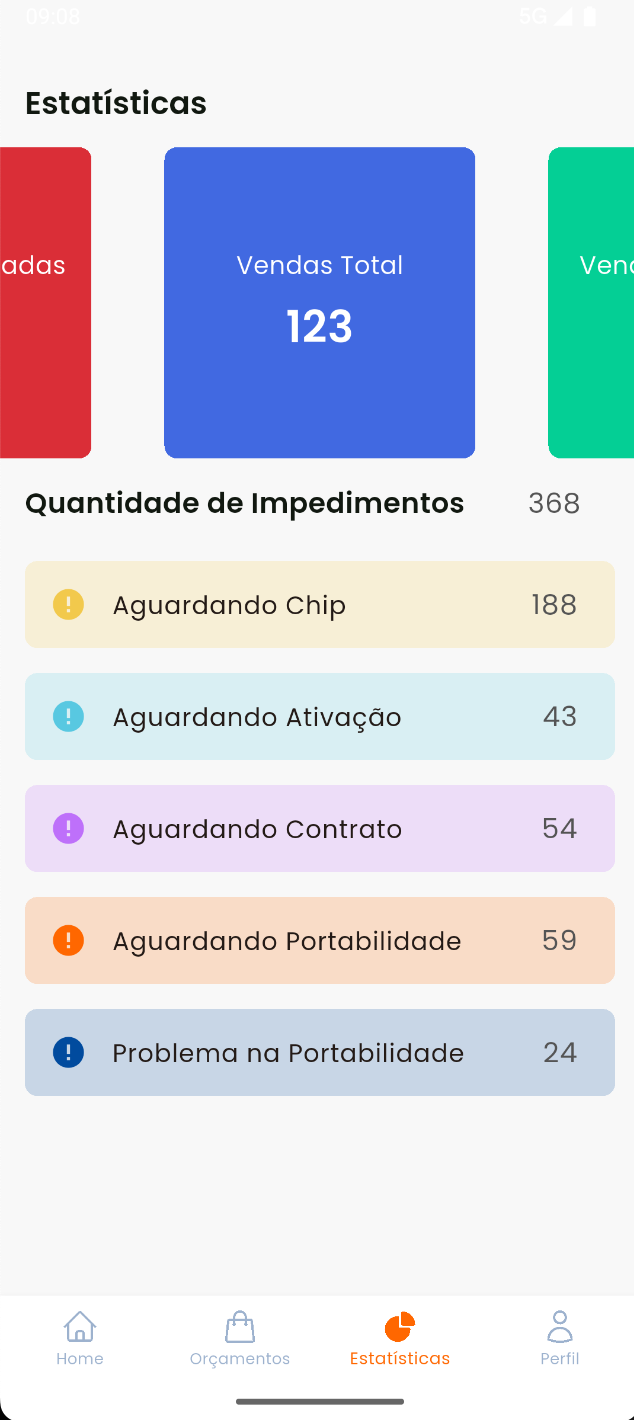 09:08 5G
Estatísticas
adas
Vendas Total
123
Vend
Quantidade de Impedimentos 368
Aguardando Chip 188
Aguardando Ativação 43
Aguardando Contrato 54
Aguardando Portabilidade 59
Problema na Portabilidade 24
Home Orçamentos Estatísticas Perfil